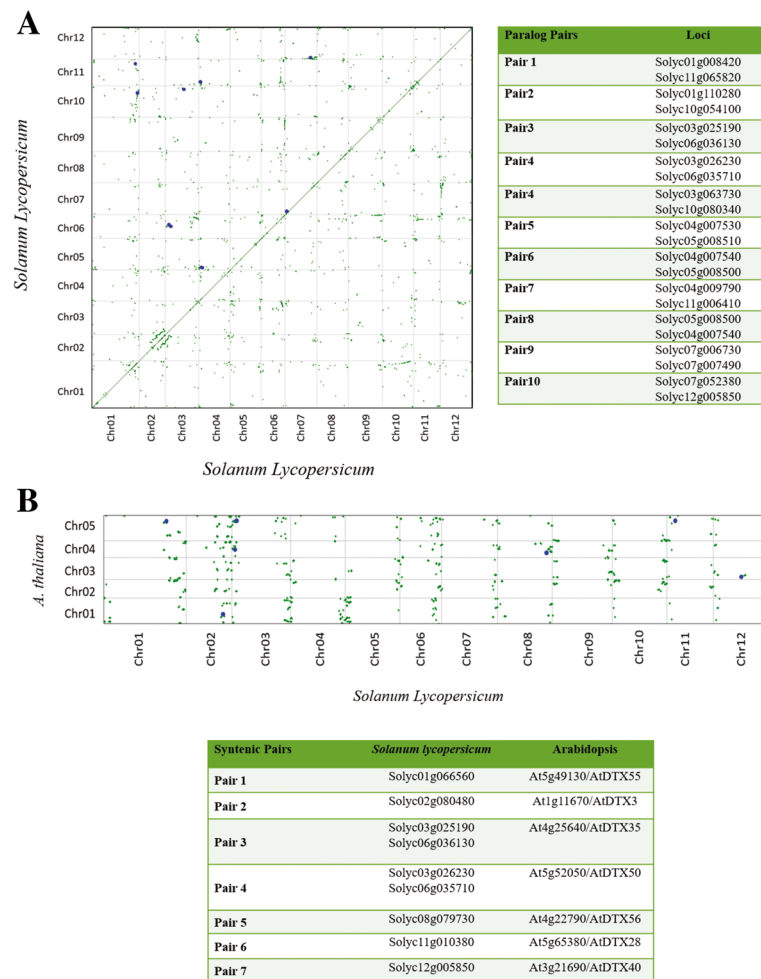 A
Chr12
Chr11
Chr10
Chr09
Chr08
Chr07
Chr06
Chr05
Chr04
Chr03
Chr02
Chr01
Solanum Lycopersicum
Chr01
Chr02
Chr03
Chr04
Chr05
Chr06
Chr07
Chr08
Chr09
Chr10
Chr11
Chr12
Solanum Lycopersicum
Paralog Pairs Loci
Pair 1 Solyc01g008420
Solyc11g065820
Pair2 Solyc01g110280
Solyc10g054100
Pair3 Solyc03g025190
Solyc06g036130
Pair4 Solyc03g026230
Solyc06g035710
Pair4 Solyc03g063730
Solyc10g080340
Pair5 Solyc04g007530
Solyc05g008510
Pair6 Solyc04g007540
Solyc05g008500
Pair7 Solyc04g009790
Solyc11g006410
Pair8 Solyc05g008500
Solyc04g007540
Pair9 Solyc07g006730
Solyc07g007490
Pair10 Solyc07g052380
Solyc12g005850
B
Chr05
Chr04
Chr03
Chr02
Chr01
A. thaliana
Chr01
Chr02
Chr03
Chr04
Chr05
Chr06
Chr07
Chr08
Chr09
Chr10
Chr11
Chr12
Solanum Lycopersicum
Syntenic Pairs Solanum lycopersicum Arabidopsis
Pair 1 Solyc01g066560 At5g49130/AtDTX55
Pair 2 Solyc02g080480 At1g11670/AtDTX3
Pair 3 Solyc03g025190 At4g25640/AtDTX35
Solyc06g036130
Pair 4 Solyc03g026230 At5g52050/AtDTX50
Solyc06g035710
Pair 5 Solyc08g079730 At4g22790/AtDTX56
Pair 6 Solyc11g010380 At5g65380/AtDTX28
Pair 7 Solyc12g005850 At3g21690/AtDTX40